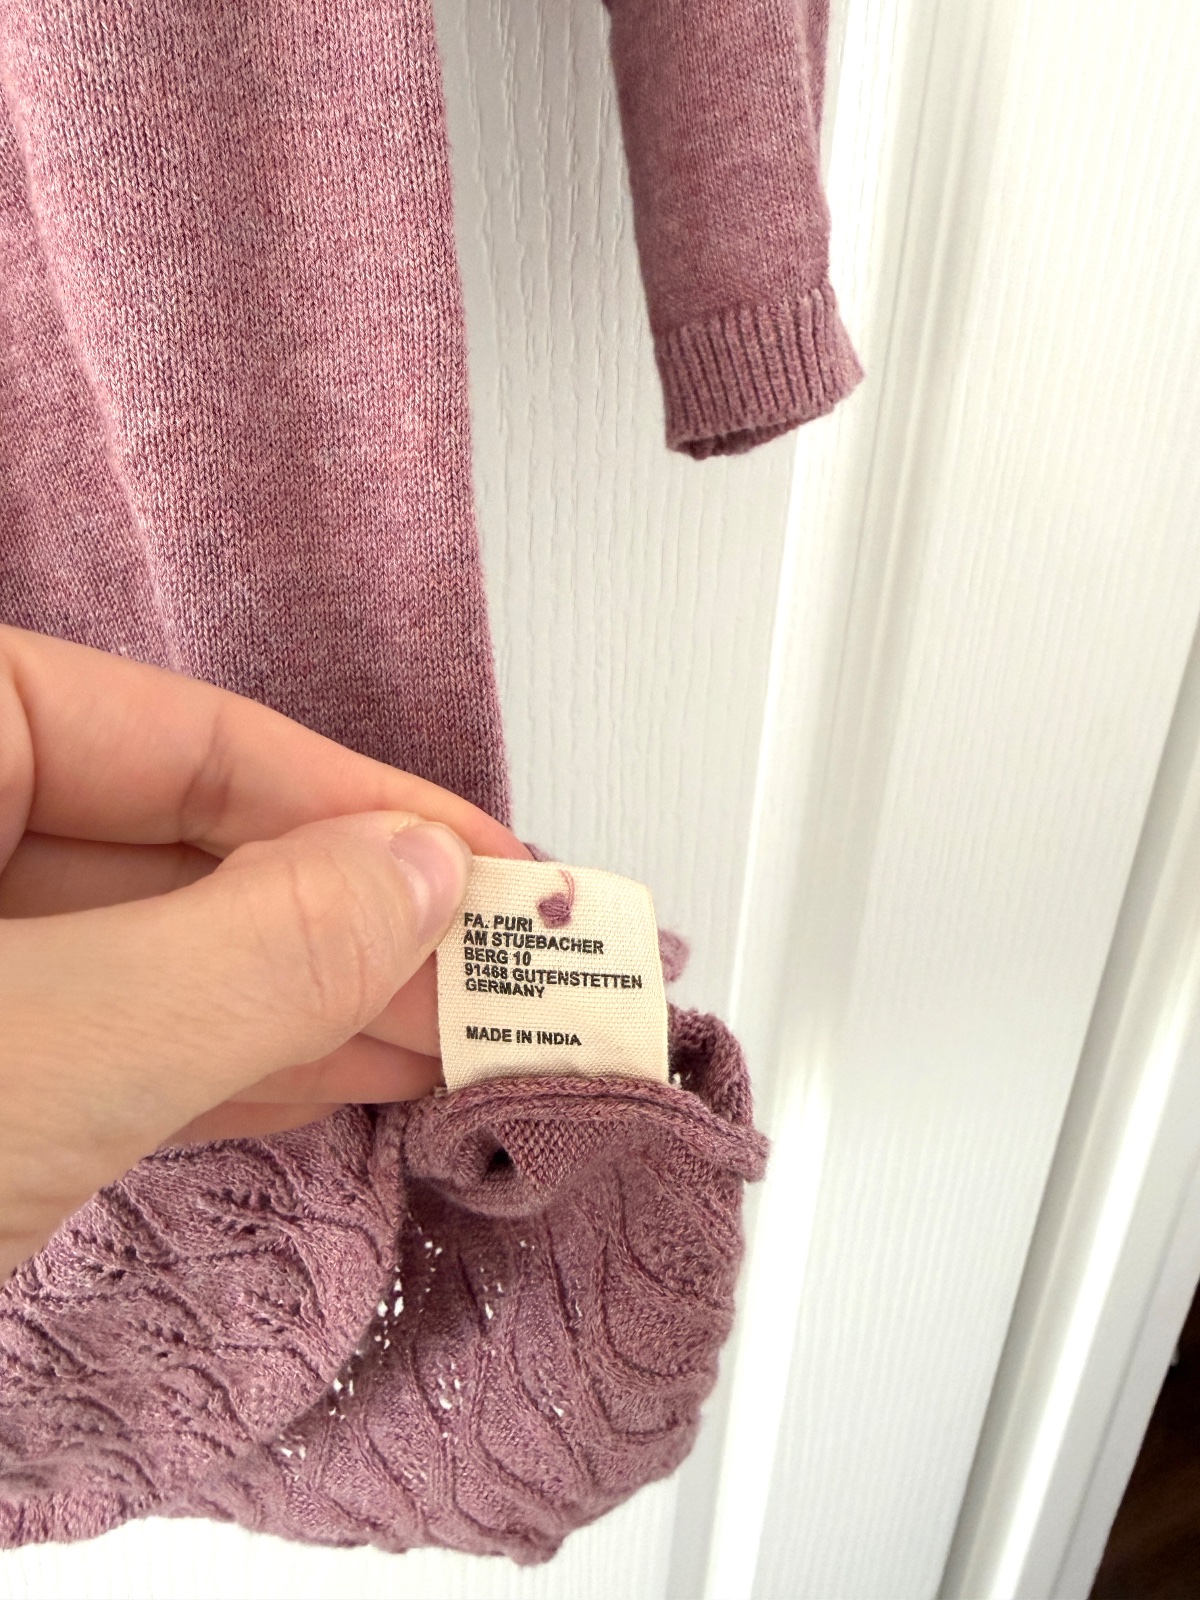 FA. PURI
AM STUEBACHER
BERG 10
91468 GUTENSTETTEN
GERMANY
MADE IN INDIA